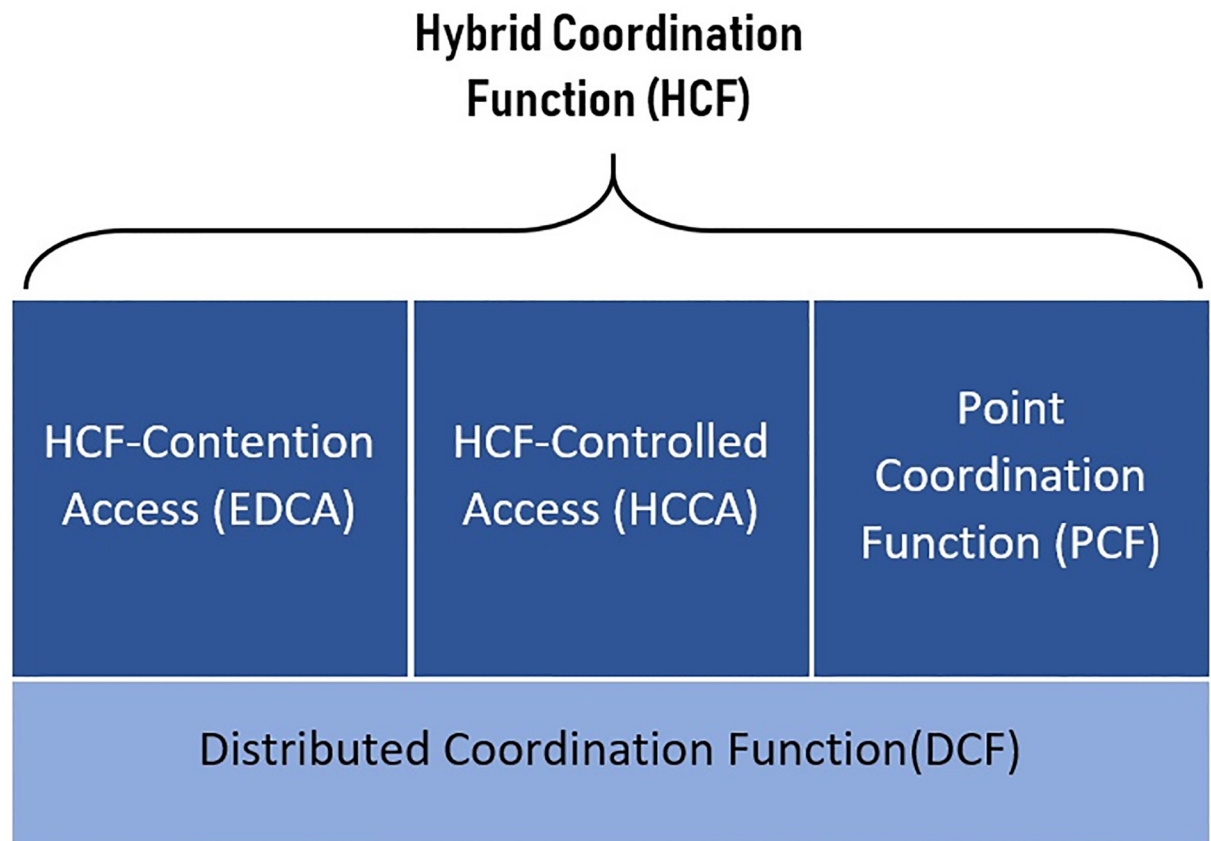 Hybrid Coordination
Function (HCF)
HCF-Contention
Access (EDCA)
HCF-Controlled
Access (HCCA)
Point
Coordination
Function (PCF)
Distributed Coordination Function(DCF)